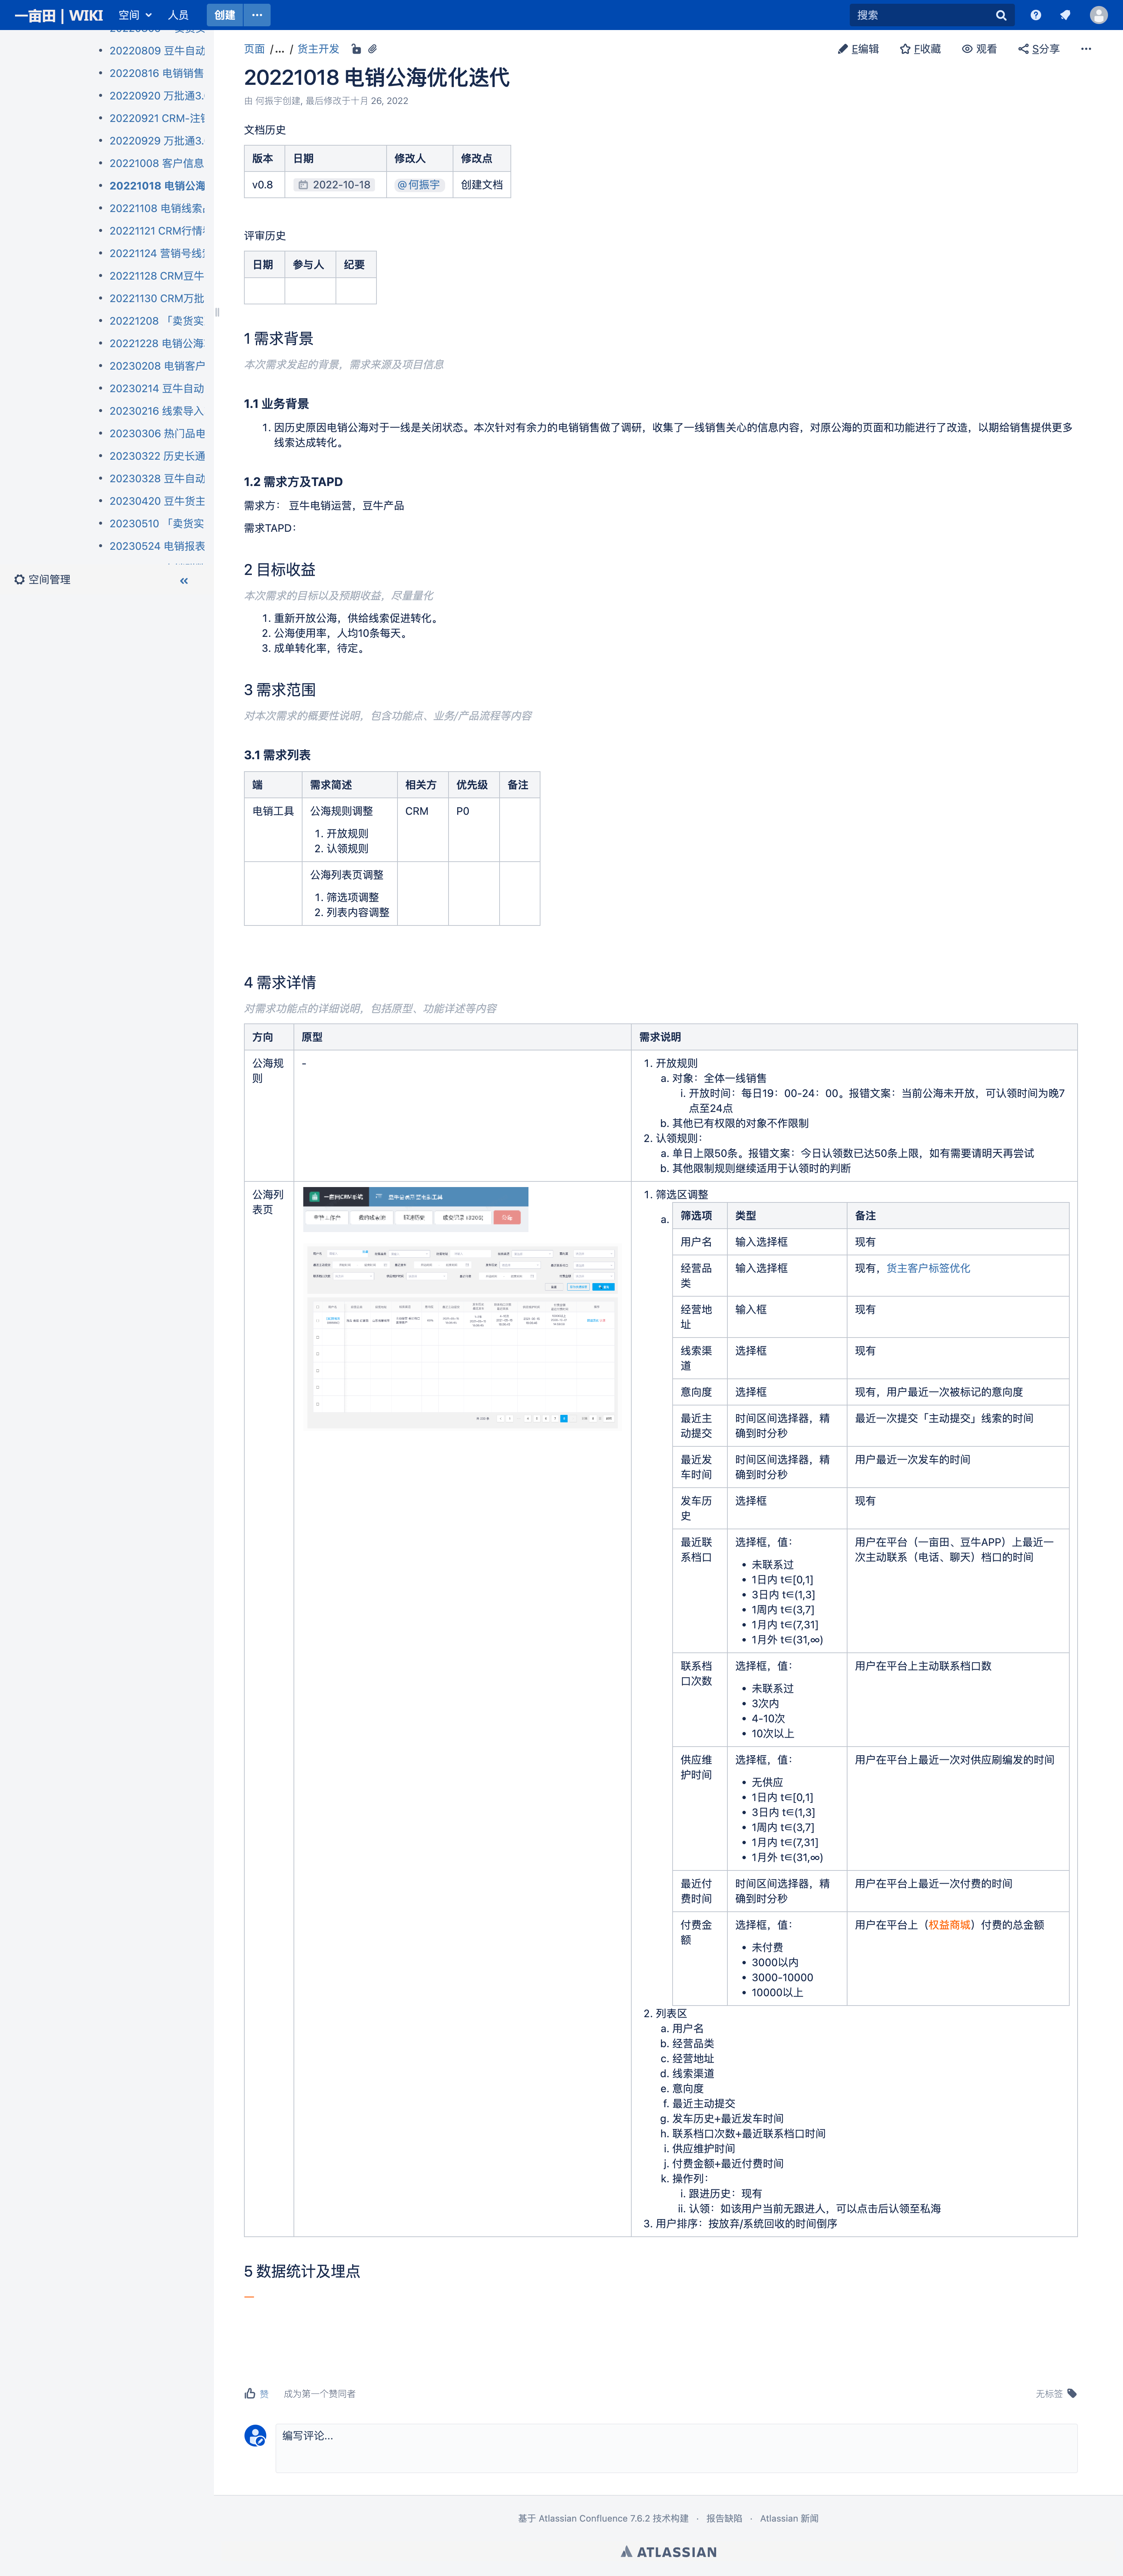 一亩田 | WIKI 空间 人员 创建 ··· 搜索
20220809 豆牛自动
20220816 电销销售
20220920 万批通3.
20220921 CRM-注销
20220929 万批通3.
20221008 客户信息
20221018 电销公海
20221108 电销线索
20221121 CRM行情
20221124 营销号线索
20221128 CRM豆牛
20221130 CRM万批
20221208 「卖货实
20221228 电销公海
20230208 电销客户
20230214 豆牛自动
20230216 线索导入
20230306 热门品电
20230322 历史长通
20230328 豆牛自动
20230420 豆牛货主
20230510 「卖货实
20230524 电销报表
空间管理 «
页面 /... / 货主开发
E编辑 F收藏 观看 S分享 ···
20221018 电销公海优化迭代
由 何振宇创建, 最后修改于十月 26, 2022
文档历史
版本 日期 修改人 修改点
v0.8 2022-10-18 @何振宇 创建文档
评审历史
日期 参与人 纪要
1 需求背景
本次需求发起的背景，需求来源及项目信息
1.1 业务背景
1. 因历史原因电销公海对于一线是关闭状态。本次针对有余力的电销销售做了调研，收集了一线销售关心的信息内容，对原公海的页面和功能进行了改造，以期给销售提供更多
线索达成转化。
1.2 需求方及TAPD
需求方： 豆牛电销运营，豆牛产品
需求TAPD：
2 目标收益
本次需求的目标以及预期收益，尽量量化
1. 重新开放公海，供给线索促进转化。
2. 公海使用率，人均10条每天。
3. 成单转化率，待定。
3 需求范围
对本次需求的概要性说明，包含功能点、业务/产品流程等内容
3.1 需求列表
端 需求简述 相关方 优先级 备注
电销工具 公海规则调整 CRM P0
1. 开放规则
2. 认领规则
公海列表页调整
1. 筛选项调整
2. 列表内容调整
4 需求详情
对需求功能点的详细说明，包括原型、功能详述等内容
方向 原型 需求说明
公海规
则
-
1. 开放规则
a. 对象：全体一线销售
i. 开放时间：每日19：00-24：00。报错文案：当前公海未开放，可认领时间为晚7
点至24点
b. 其他已有权限的对象不作限制
2. 认领规则：
a. 单日上限50条。报错文案：今日认领数已达50条上限，如有需要请明天再尝试
b. 其他限制规则继续适用于认领时的判断
公海列
表页
1. 筛选区调整
a. 筛选项 类型 备注
用户名 输入选择框 现有
经营品
类 输入选择框 现有，货主客户标签优化
经营地
址 输入框 现有
线索渠
道 选择框 现有
意向度 选择框 现有，用户最近一次被标记的意向度
最近主 时间区间选择器，精 最近一次提交「主动提交」线索的时间
动提交 确到时分秒
最近发 时间区间选择器，精 用户最近一次发车的时间
车时间 确到时分秒
发车历
史 选择框 现有
最近联 选择框，值： 用户在平台（一亩田、豆牛APP）上最近一
系档口 次主动联系（电话、聊天）档口的时间
未联系过
1日内 t∈[0,1]
3日内 t∈(1,3]
1周内 t∈(3,7]
1月内 t∈(7,31]
1月外 t∈(31,∞)
联系档 选择框，值： 用户在平台上主动联系档口数
口次数
未联系过
3次内
4-10次
10次以上
供应维 选择框，值： 用户在平台上最近一次对供应刷编发的时间
护时间
无供应
1日内 t∈[0,1]
3日内 t∈(1,3]
1周内 t∈(3,7]
1月内 t∈(7,31]
1月外 t∈(31,∞)
最近付 时间区间选择器，精 用户在平台上最近一次付费的时间
费时间 确到时分秒
付费金 选择框，值： 用户在平台上（权益商城）付费的总金额
额
未付费
3000以内
3000-10000
10000以上
2. 列表区
a. 用户名
b. 经营品类
c. 经营地址
d. 线索渠道
e. 意向度
f. 最近主动提交
g. 发车历史+最近发车时间
h. 联系档口次数+最近联系档口时间
i. 供应维护时间
j. 付费金额+最近付费时间
k. 操作列：
i. 跟进历史：现有
ii. 认领：如该用户当前无跟进人，可以点击后认领至私海
3. 用户排序：按放弃/系统回收的时间倒序
5 数据统计及埋点
—
赞 成为第一个赞同者 无标签
编写评论...
基于 Atlassian Confluence 7.6.2 技术构建 · 报告缺陷 · Atlassian 新闻
ATLASSIAN